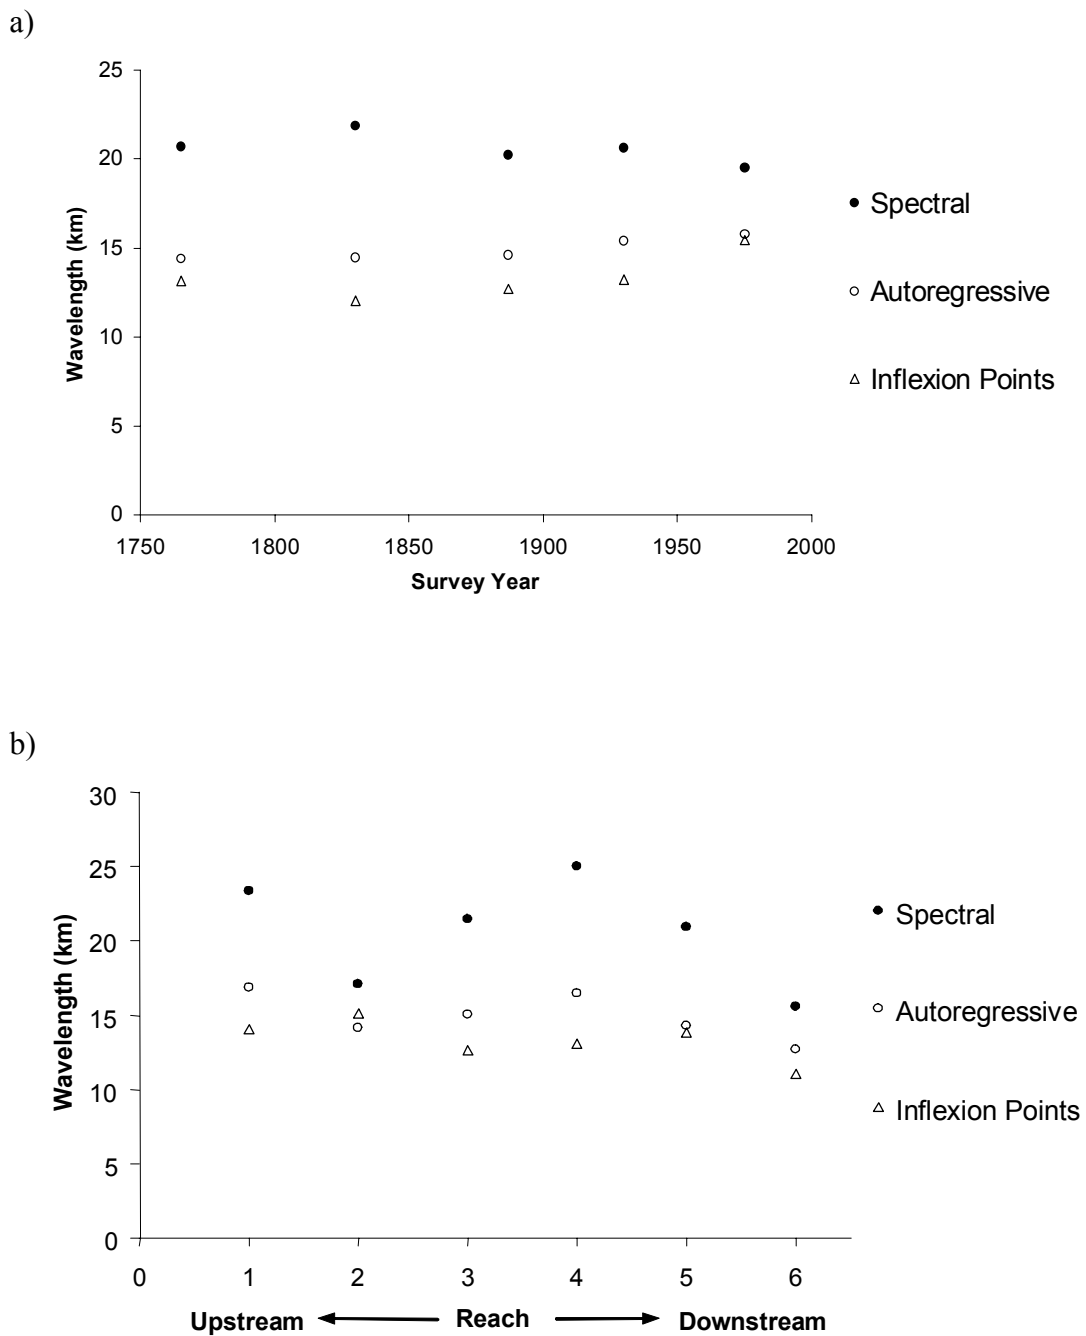 a)
25
20
15
10
5
0
Wavelength (km)
1750 1800 1850 1900 1950 2000
Survey Year
Spectral
Autoregressive
Inflexion Points
b)
30
25
20
15
10
5
0
Wavelength (km)
0 1 2 3 4 5 6
Upstream Reach Downstream
Spectral
Autoregressive
Inflexion Points